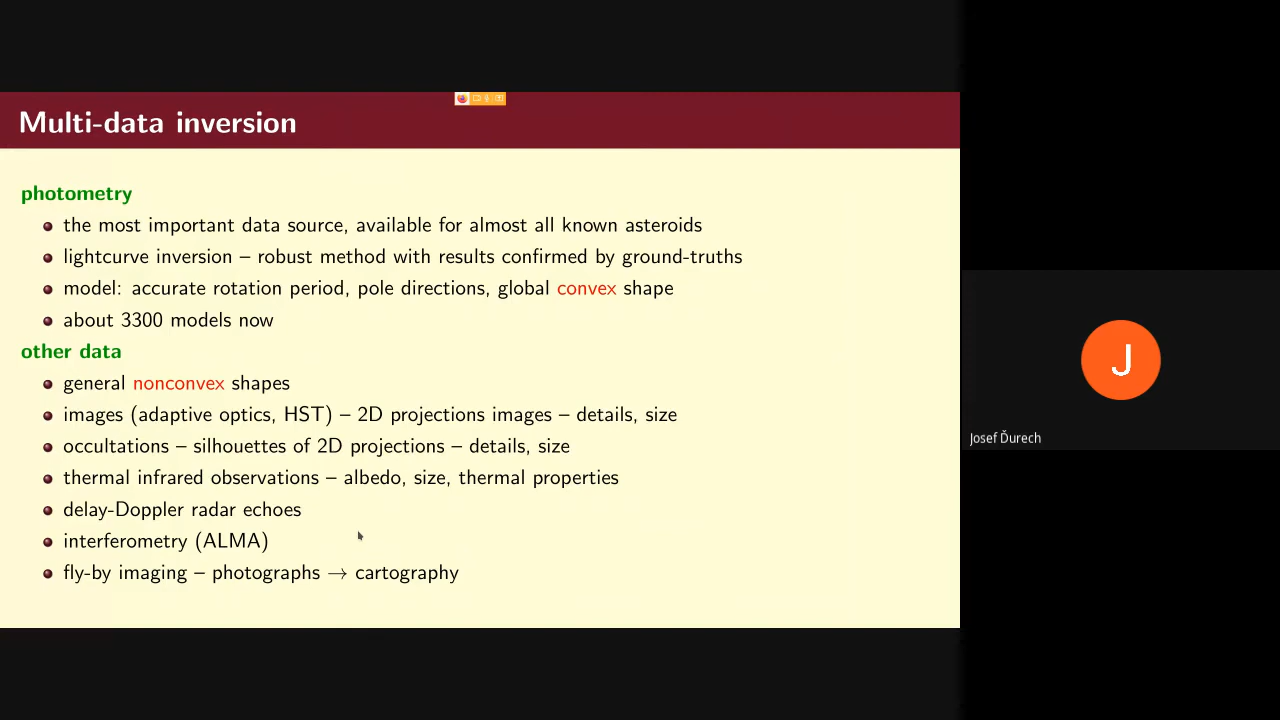 Multi-data inversion
photometry
the most important data source, available for almost all known asteroids
lightcurve inversion – robust method with results confirmed by ground-truths
model: accurate rotation period, pole directions, global convex shape
about 3300 models now
other data
general nonconvex shapes
images (adaptive optics, HST) – 2D projections images – details, size
occultations – silhouettes of 2D projections – details, size
thermal infrared observations – albedo, size, thermal properties
delay-Doppler radar echoes
interferometry (ALMA)
fly-by imaging – photographs → cartography
J
Josef Ďurech